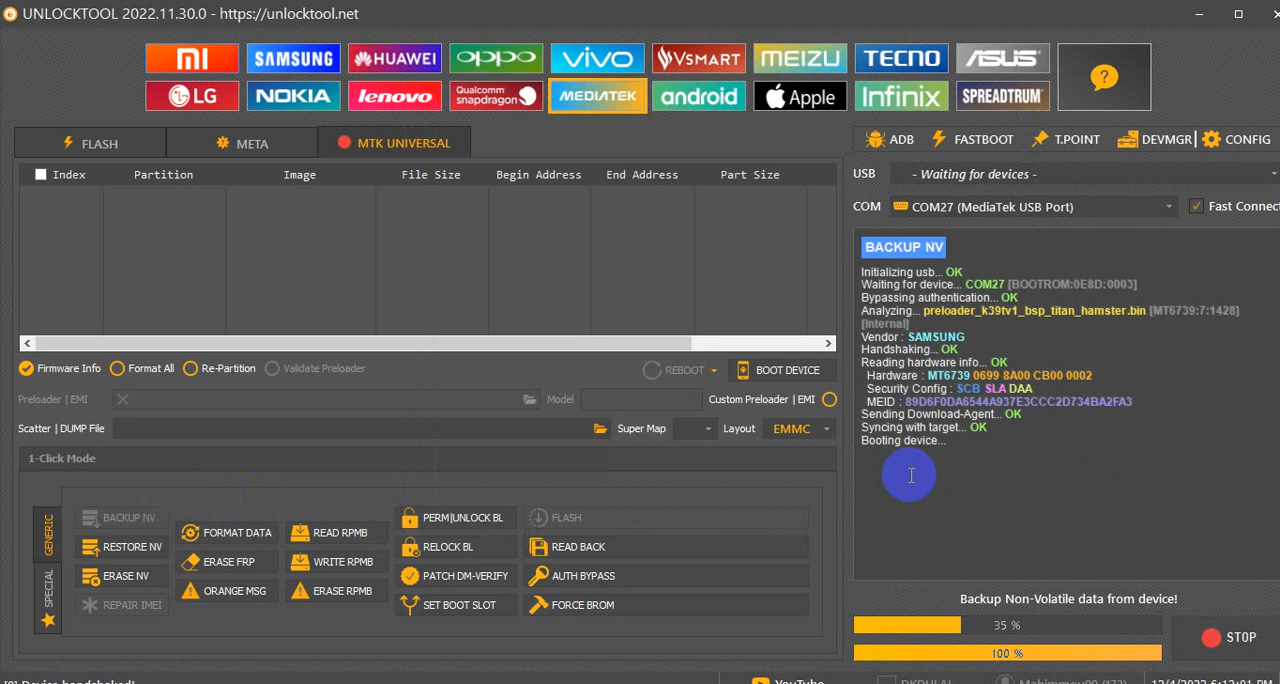 UNLOCKTOOL 2022.11.30.0 - https://unlocktool.net
mi SAMSUNG HUAWEI oppo vivo VSMART MEIZU TECNO ASUS ?
LG NOKIA lenovo Qualcomm snapdragon MEDIATEK android Apple Infinix SPREADTRUM
FLASH META MTK UNIVERSAL
ADB FASTBOOT T.POINT DEVMGR CONFIG
Index Partition Image File Size Begin Address End Address Part Size
USB - Waiting for devices -
COM COM27 (MediaTek USB Port) Fast Connec
BACKUP NV
Initializing usb... OK
Waiting for device... COM27 [BOOTROM:0E8D:0003]
Bypassing authentication... OK
Analyzing... preloader_k39tv1_bsp_titan_hamster.bin [MT6739:7:1428]
[Internal]
Vendor : SAMSUNG
Handshaking... OK
Reading hardware info... OK
Hardware : MT6739 0699 8A00 CB00 0002
Security Config : SCB SLA DAA
MEID : 89D6F0DA6544A937E3CCC2D734BA2FA3
Sending Download-Agent... OK
Syncing with target... OK
Booting device...
Firmware Info Format All Re-Partition Validate Preloader REBOOT BOOT DEVICE
Preloader | EMI Model Custom Preloader | EMI
Scatter | DUMP File Super Map Layout EMMC
1-Click Mode
GENERIC
SPECIAL
BACKUP NV
RESTORE NV
ERASE NV
REPAIR IMEI
FORMAT DATA
ERASE FRP
ORANGE MSG
READ RPMB
WRITE RPMB
ERASE RPMB
PERM|UNLOCK BL
RELOCK BL
PATCH DM-VERIFY
SET BOOT SLOT
FLASH
READ BACK
AUTH BYPASS
FORCE BROM
Backup Non-Volatile data from device!
35 %
100 %
STOP
[0] Device handshaked! YouTube